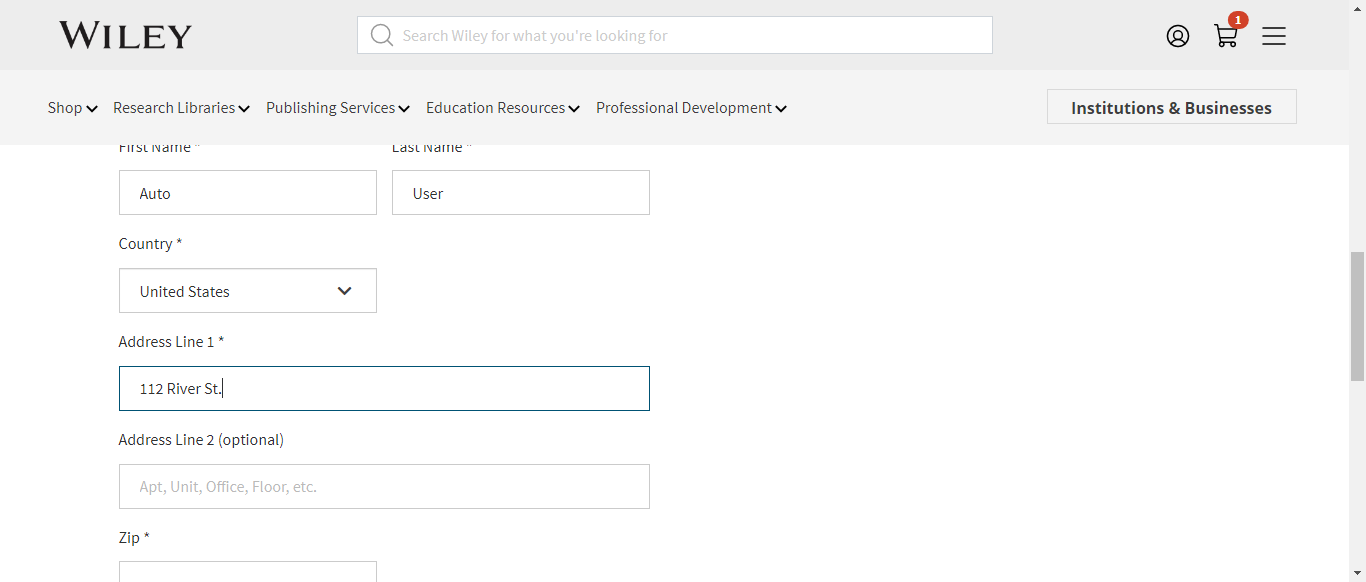 WILEY
Search Wiley for what you're looking for
1
Shop Research Libraries Publishing Services Education Resources Professional Development Institutions & Businesses
First Name * Last Name *
Auto User
Country *
United States
Address Line 1 *
112 River St.
Address Line 2 (optional)
Apt, Unit, Office, Floor, etc.
Zip *